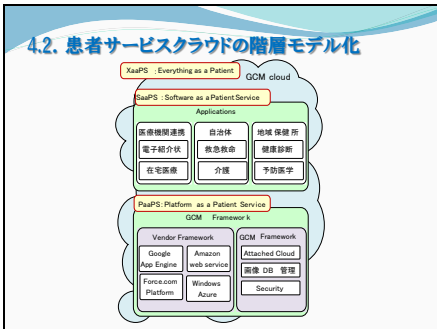 4.2. 患者サービスクラウドの階層モデル化
XaaPS : Everything as a Patient
GCM cloud
SaaPS : Software as a Patient Service
Applications
医療機関連携
電子紹介状
在宅医療
自治体
救急救命
介護
地域保健所
健康診断
予防医学
PaaPS: Platform as a Patient Service
GCM Framework
Vendor Framework
Google
App Engine
Amazon
web service
Force.com
Platform
Windows
Azure
GCM Framework
Attached Cloud
画像 DB 管理
Security